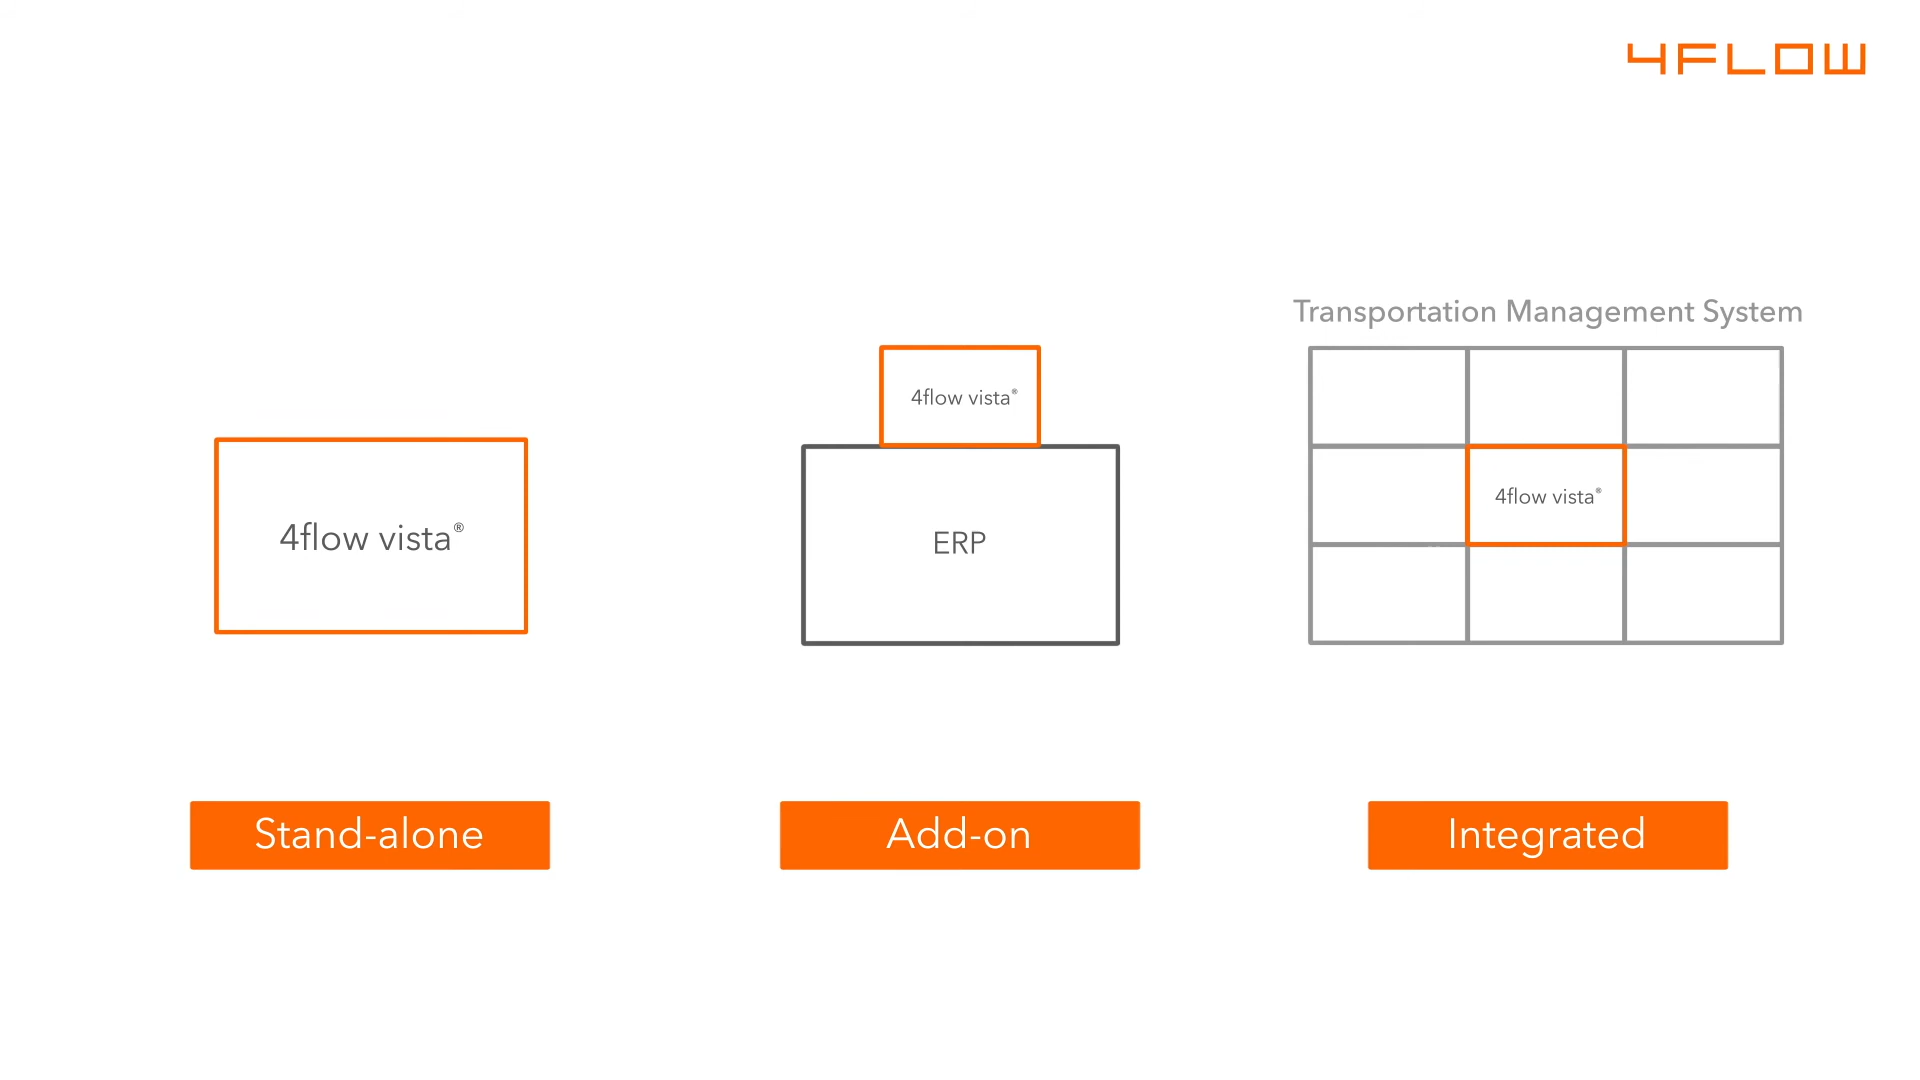 4FLOW
Transportation Management System
4flow vista®
4flow vista®
4flow vista®
ERP
Stand-alone
Add-on
Integrated